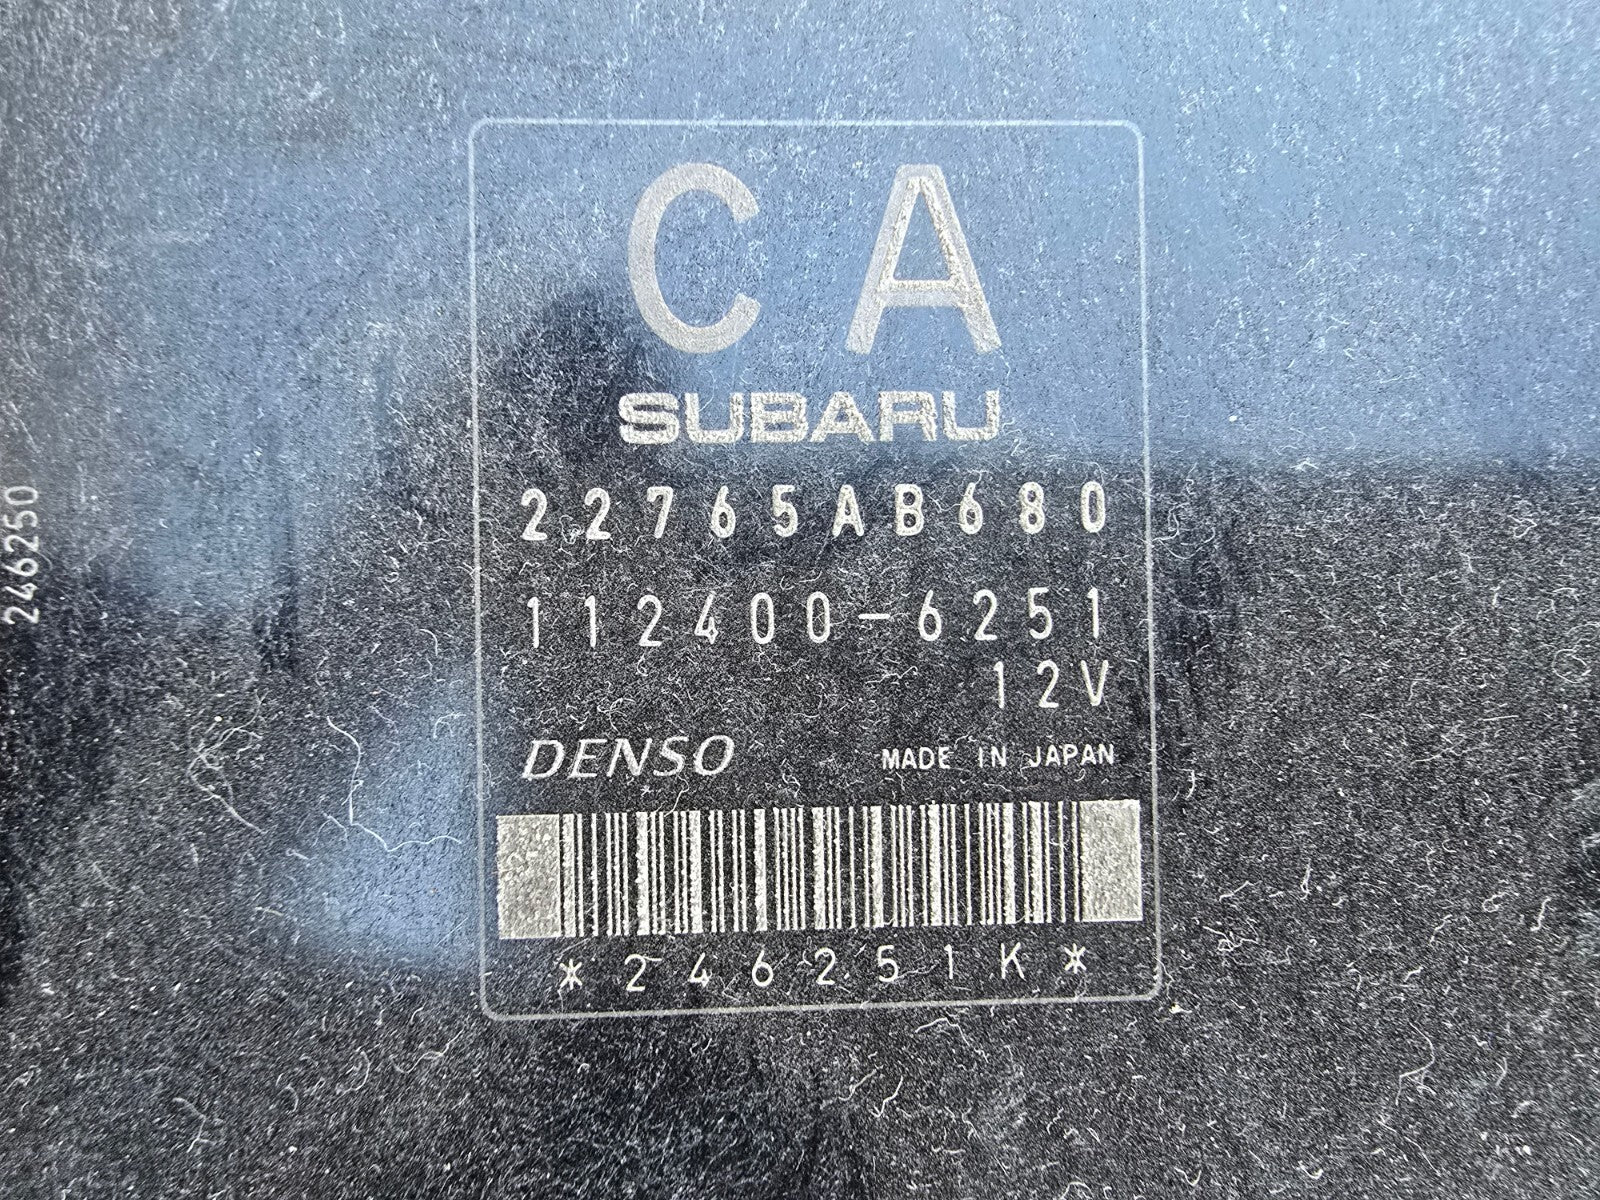 CA
SUBARU
22765AB680
112400-6251
12V
DENSO MADE IN JAPAN
*246251K*
246250